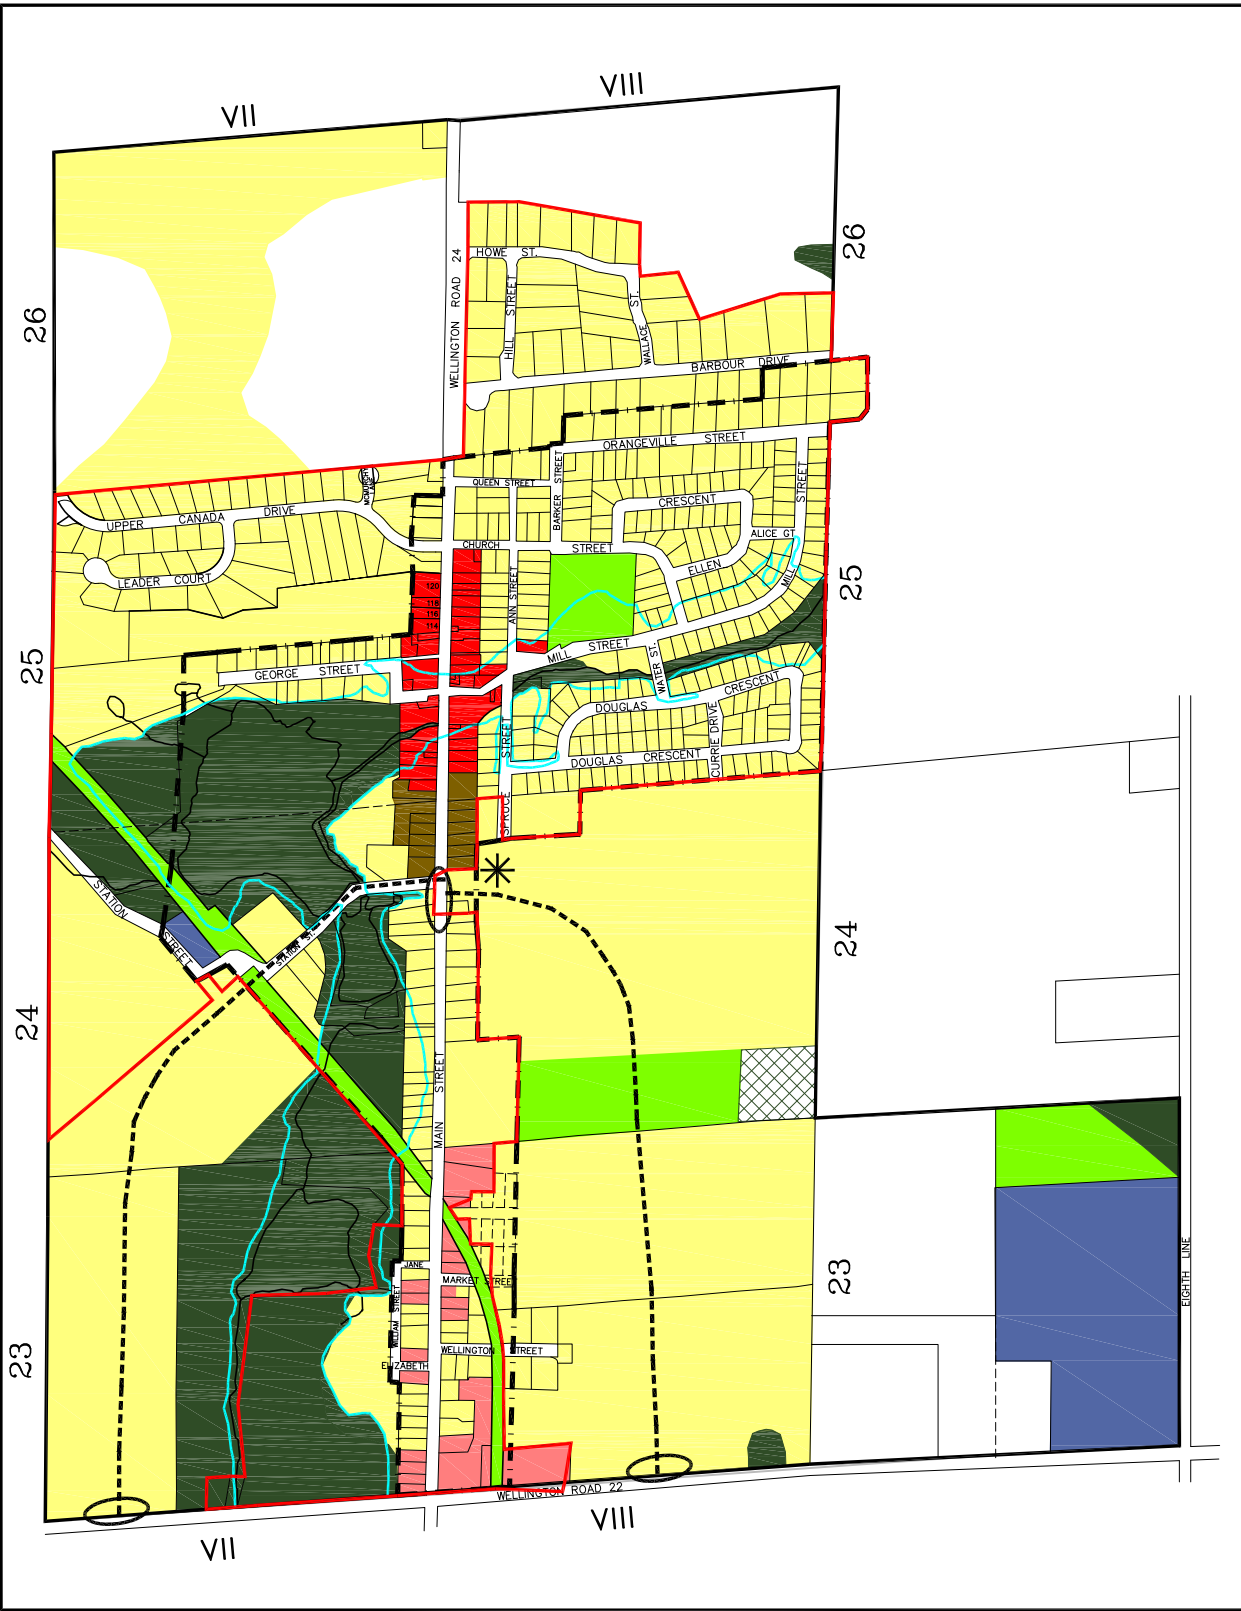 VIII
VII
26
26
WELLINGTON ROAD 24
HOWE ST.
HILL STREET
WALLACE ST.
BARBOUR DRIVE
ORANGEVILLE STREET
QUEEN STREET
BARKER STREET
CRESCENT
STREET
MCMURCHY
UPPER CANADA DRIVE
ALICE GT
CHURCH STREET
ELLEN
MILL
LEADER COURT
ANN STREET
25
25
120
118
116
114
MILL STREET
WATER ST.
GEORGE STREET
DOUGLAS CRESCENT
CURRIE DRIVE
STREET
DOUGLAS CRESCENT
SPRUCE
STATION STREET
STATION ST.
24
24
MAIN STREET
23
23
EIGHTH LINE
JANE
MARKET STREET
WILLIAM STREET
WELLINGTON STREET
ELIZABETH
WELLINGTON ROAD 22
VIII
VII